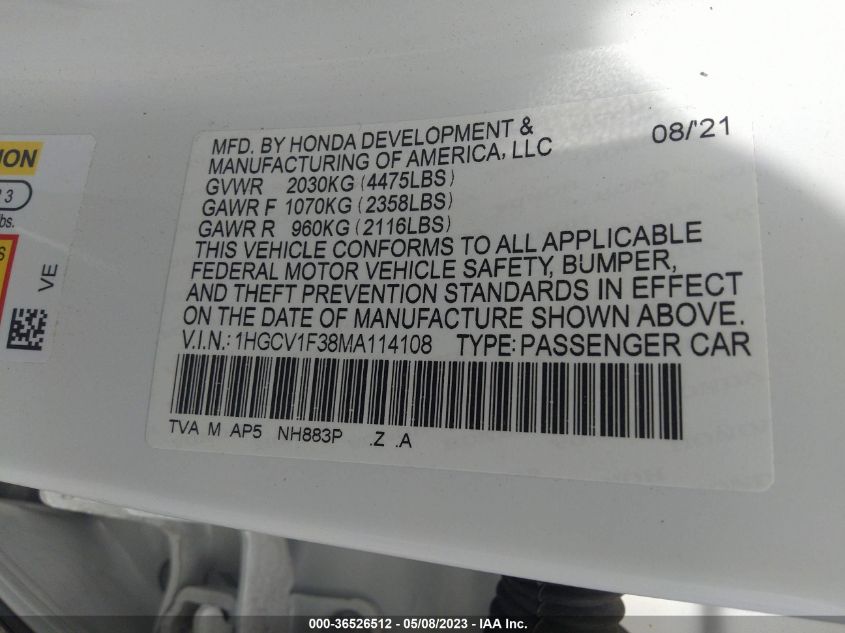 MFD. BY HONDA DEVELOPMENT & 08/'21
MANUFACTURING OF AMERICA, LLC
GVWR 2030KG (4475LBS)
GAWR F 1070KG (2358LBS)
GAWR R 960KG (2116LBS)
THIS VEHICLE CONFORMS TO ALL APPLICABLE
FEDERAL MOTOR VEHICLE SAFETY, BUMPER,
AND THEFT PREVENTION STANDARDS IN EFFECT
ON THE DATE OF MANUFACTURE SHOWN ABOVE.
V.I.N.: 1HGCV1F38MA114108 TYPE: PASSENGER CAR
TVA M AP5 NH883P .Z .A
3
VE
000-36526512 - 05/08/2023 - IAA Inc.